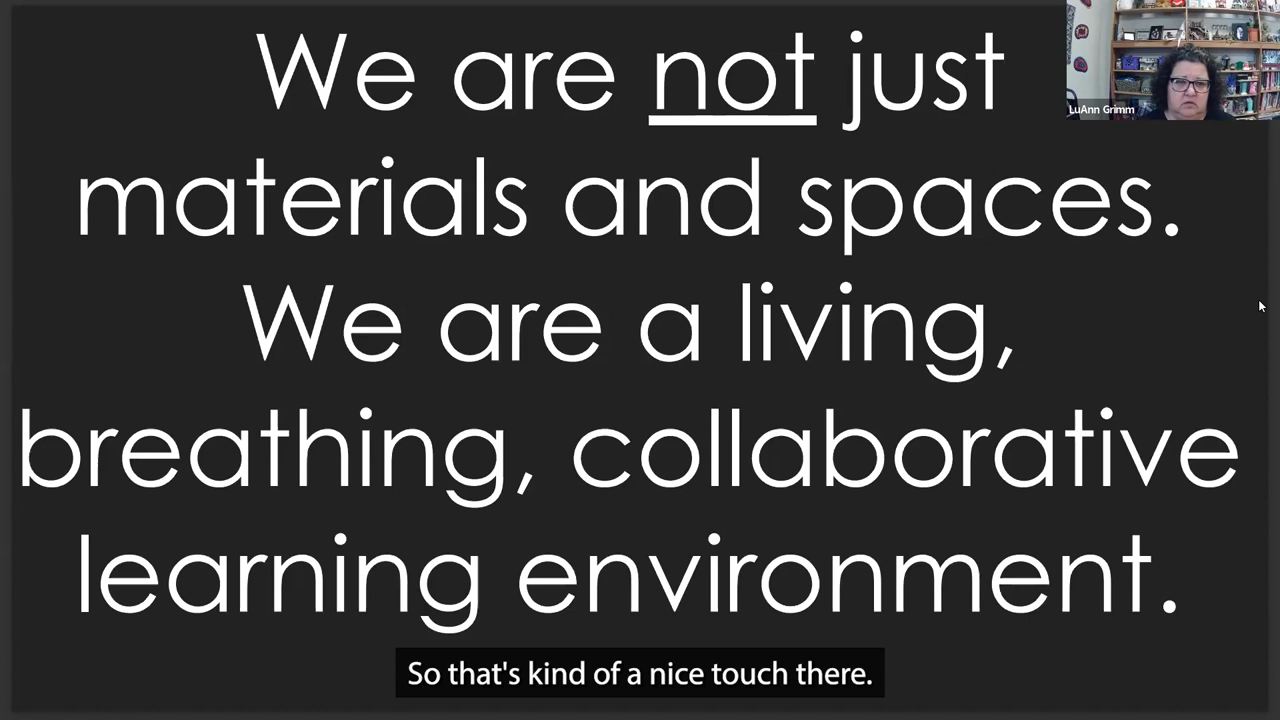 We are not just
materials and spaces.
We are a living,
breathing, collaborative
learning environment.
LuAnn Grimm
So that's kind of a nice touch there.